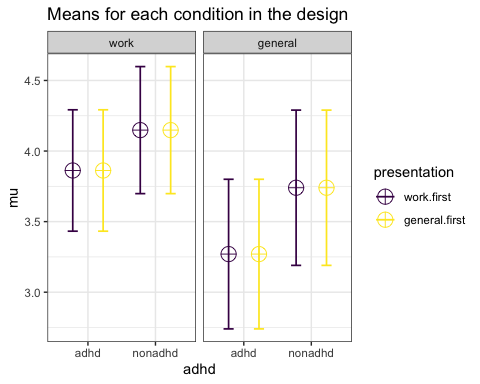 Means for each condition in the design
work
general
4.5
4.0
3.5
3.0
mu
adhd
nonadhd
adhd
nonadhd
adhd
presentation
work.first
general.first